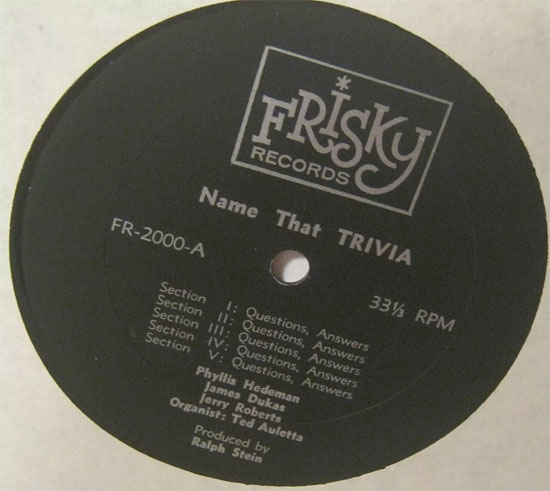 FRISKY
RECORDS
Name That TRIVIA
FR-2000-A
33⅓ RPM
Section I: Questions, Answers
Section II: Questions, Answers
Section III: Questions, Answers
Section IV: Questions, Answers
Section V: Questions, Answers
Phyllis Hedeman
James Dukas
Jerry Roberts
Organist: Ted Auletta
Produced by
Ralph Stein